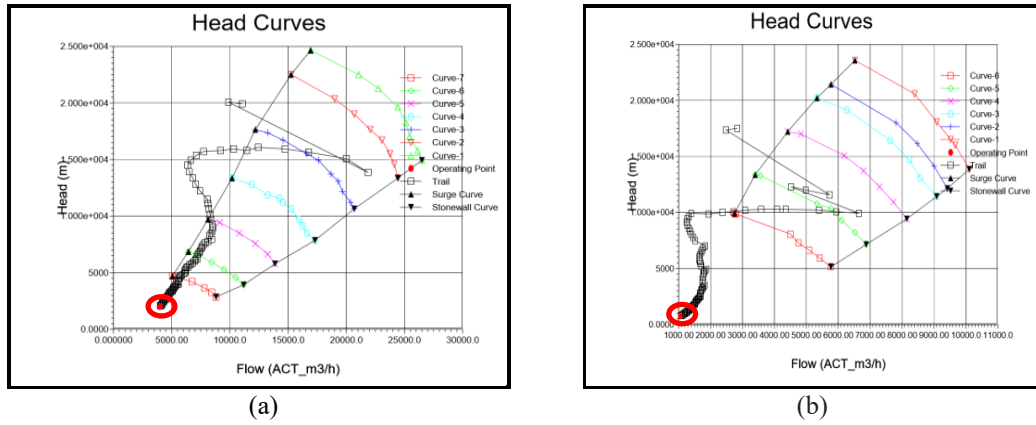 Head Curves
2.500e+004
2.000e+004
1.500e+004
1.000e+004
5000
0.0000
Head (m)
0.000000
5000.00
10000.0
15000.0
20000.0
25000.0
30000.0
Flow (ACT_m3/h)
Curve-7
Curve-6
Curve-5
Curve-4
Curve-3
Curve-2
Curve-1
Operating Point
Trail
Surge Curve
Stonewall Curve
(a)
Head Curves
2.500e+004
2.000e+004
1.500e+004
1.000e+004
5000
0.0000
Head (m)
1000.00
2000.00
3000.00
4000.00
5000.00
6000.00
7000.00
8000.00
9000.00
10000.0
11000.0
Flow (ACT_m3/h)
Curve-6
Curve-5
Curve-4
Curve-3
Curve-2
Curve-1
Operating Point
Trail
Surge Curve
Stonewall Curve
(b)